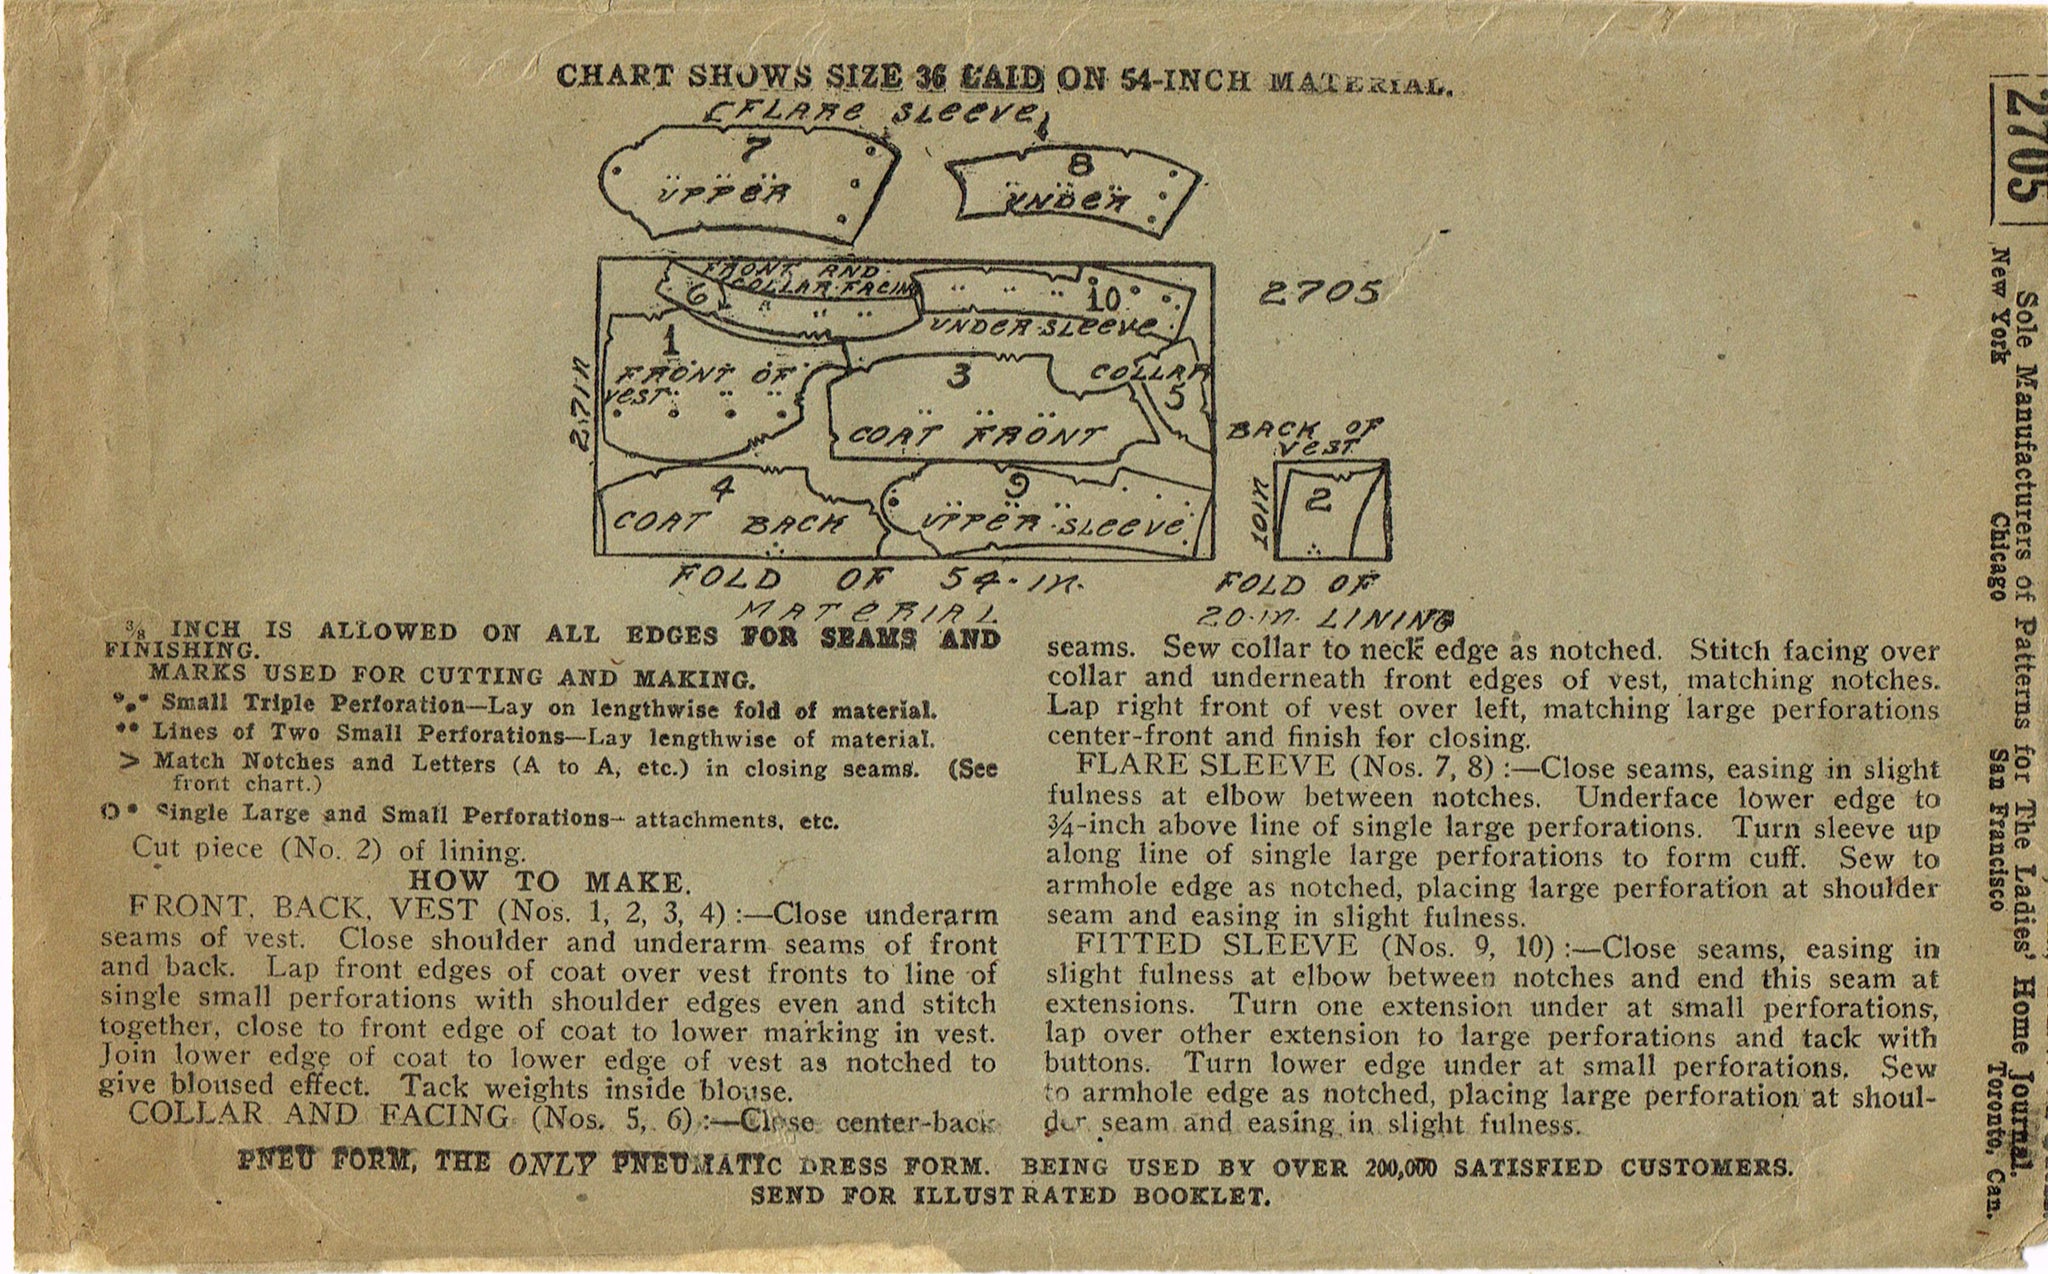 CHART SHOWS SIZE 36 LAID ON 54-INCH MATERIAL.
FLARE SLEEVE
7
UPPER
8
UNDER
FRONT AND
COLLAR FACING
6
10
UNDER SLEEVE
2705
1
FRONT OF
VEST
3
COAT FRONT
COLLAR
5
27IN
4
COAT BACK
9
UPPER SLEEVE
BACK OF
VEST
10IN
2
FOLD OF 54-IN.
MATERIAL
FOLD OF
20-IN. LINING
3/8 INCH IS ALLOWED ON ALL EDGES FOR SEAMS AND
FINISHING.
MARKS USED FOR CUTTING AND MAKING.
Small Triple Perforation—Lay on lengthwise fold of material.
•• Lines of Two Small Perforations—Lay lengthwise of material.
> Match Notches and Letters (A to A, etc.) in closing seams. (See
front chart.)
O • Single Large and Small Perforations— attachments, etc.
Cut piece (No. 2) of lining.
HOW TO MAKE.
FRONT, BACK, VEST (Nos. 1, 2, 3, 4) :—Close underarm
seams of vest. Close shoulder and underarm seams of front
and back. Lap front edges of coat over vest fronts to line of
single small perforations with shoulder edges even and stitch
together, close to front edge of coat to lower marking in vest.
Join lower edge of coat to lower edge of vest as notched to
give bloused effect. Tack weights inside blouse.
COLLAR AND FACING (Nos. 5, 6) :—Close center-back
seams. Sew collar to neck edge as notched. Stitch facing over
collar and underneath front edges of vest, matching notches.
Lap right front of vest over left, matching large perforations
center-front and finish for closing.
FLARE SLEEVE (Nos. 7, 8) :—Close seams, easing in slight
fulness at elbow between notches. Underface lower edge to
3/4-inch above line of single large perforations. Turn sleeve up
along line of single large perforations to form cuff. Sew to
armhole edge as notched, placing large perforation at shoulder
seam and easing in slight fulness.
FITTED SLEEVE (Nos. 9, 10) :—Close seams, easing in
slight fulness at elbow between notches and end this seam at
extensions. Turn one extension under at small perforations,
lap over other extension to large perforations and tack with
buttons. Turn lower edge under at small perforations. Sew
to armhole edge as notched, placing large perforation at shoul-
der seam and easing in slight fulness.
PNEU FORM, THE ONLY PNEUMATIC DRESS FORM. BEING USED BY OVER 200,000 SATISFIED CUSTOMERS.
SEND FOR ILLUSTRATED BOOKLET.
2705
Sole Manufacturers of Patterns for The Ladies' Home Journal.
New York Chicago San Francisco Toronto, Can.